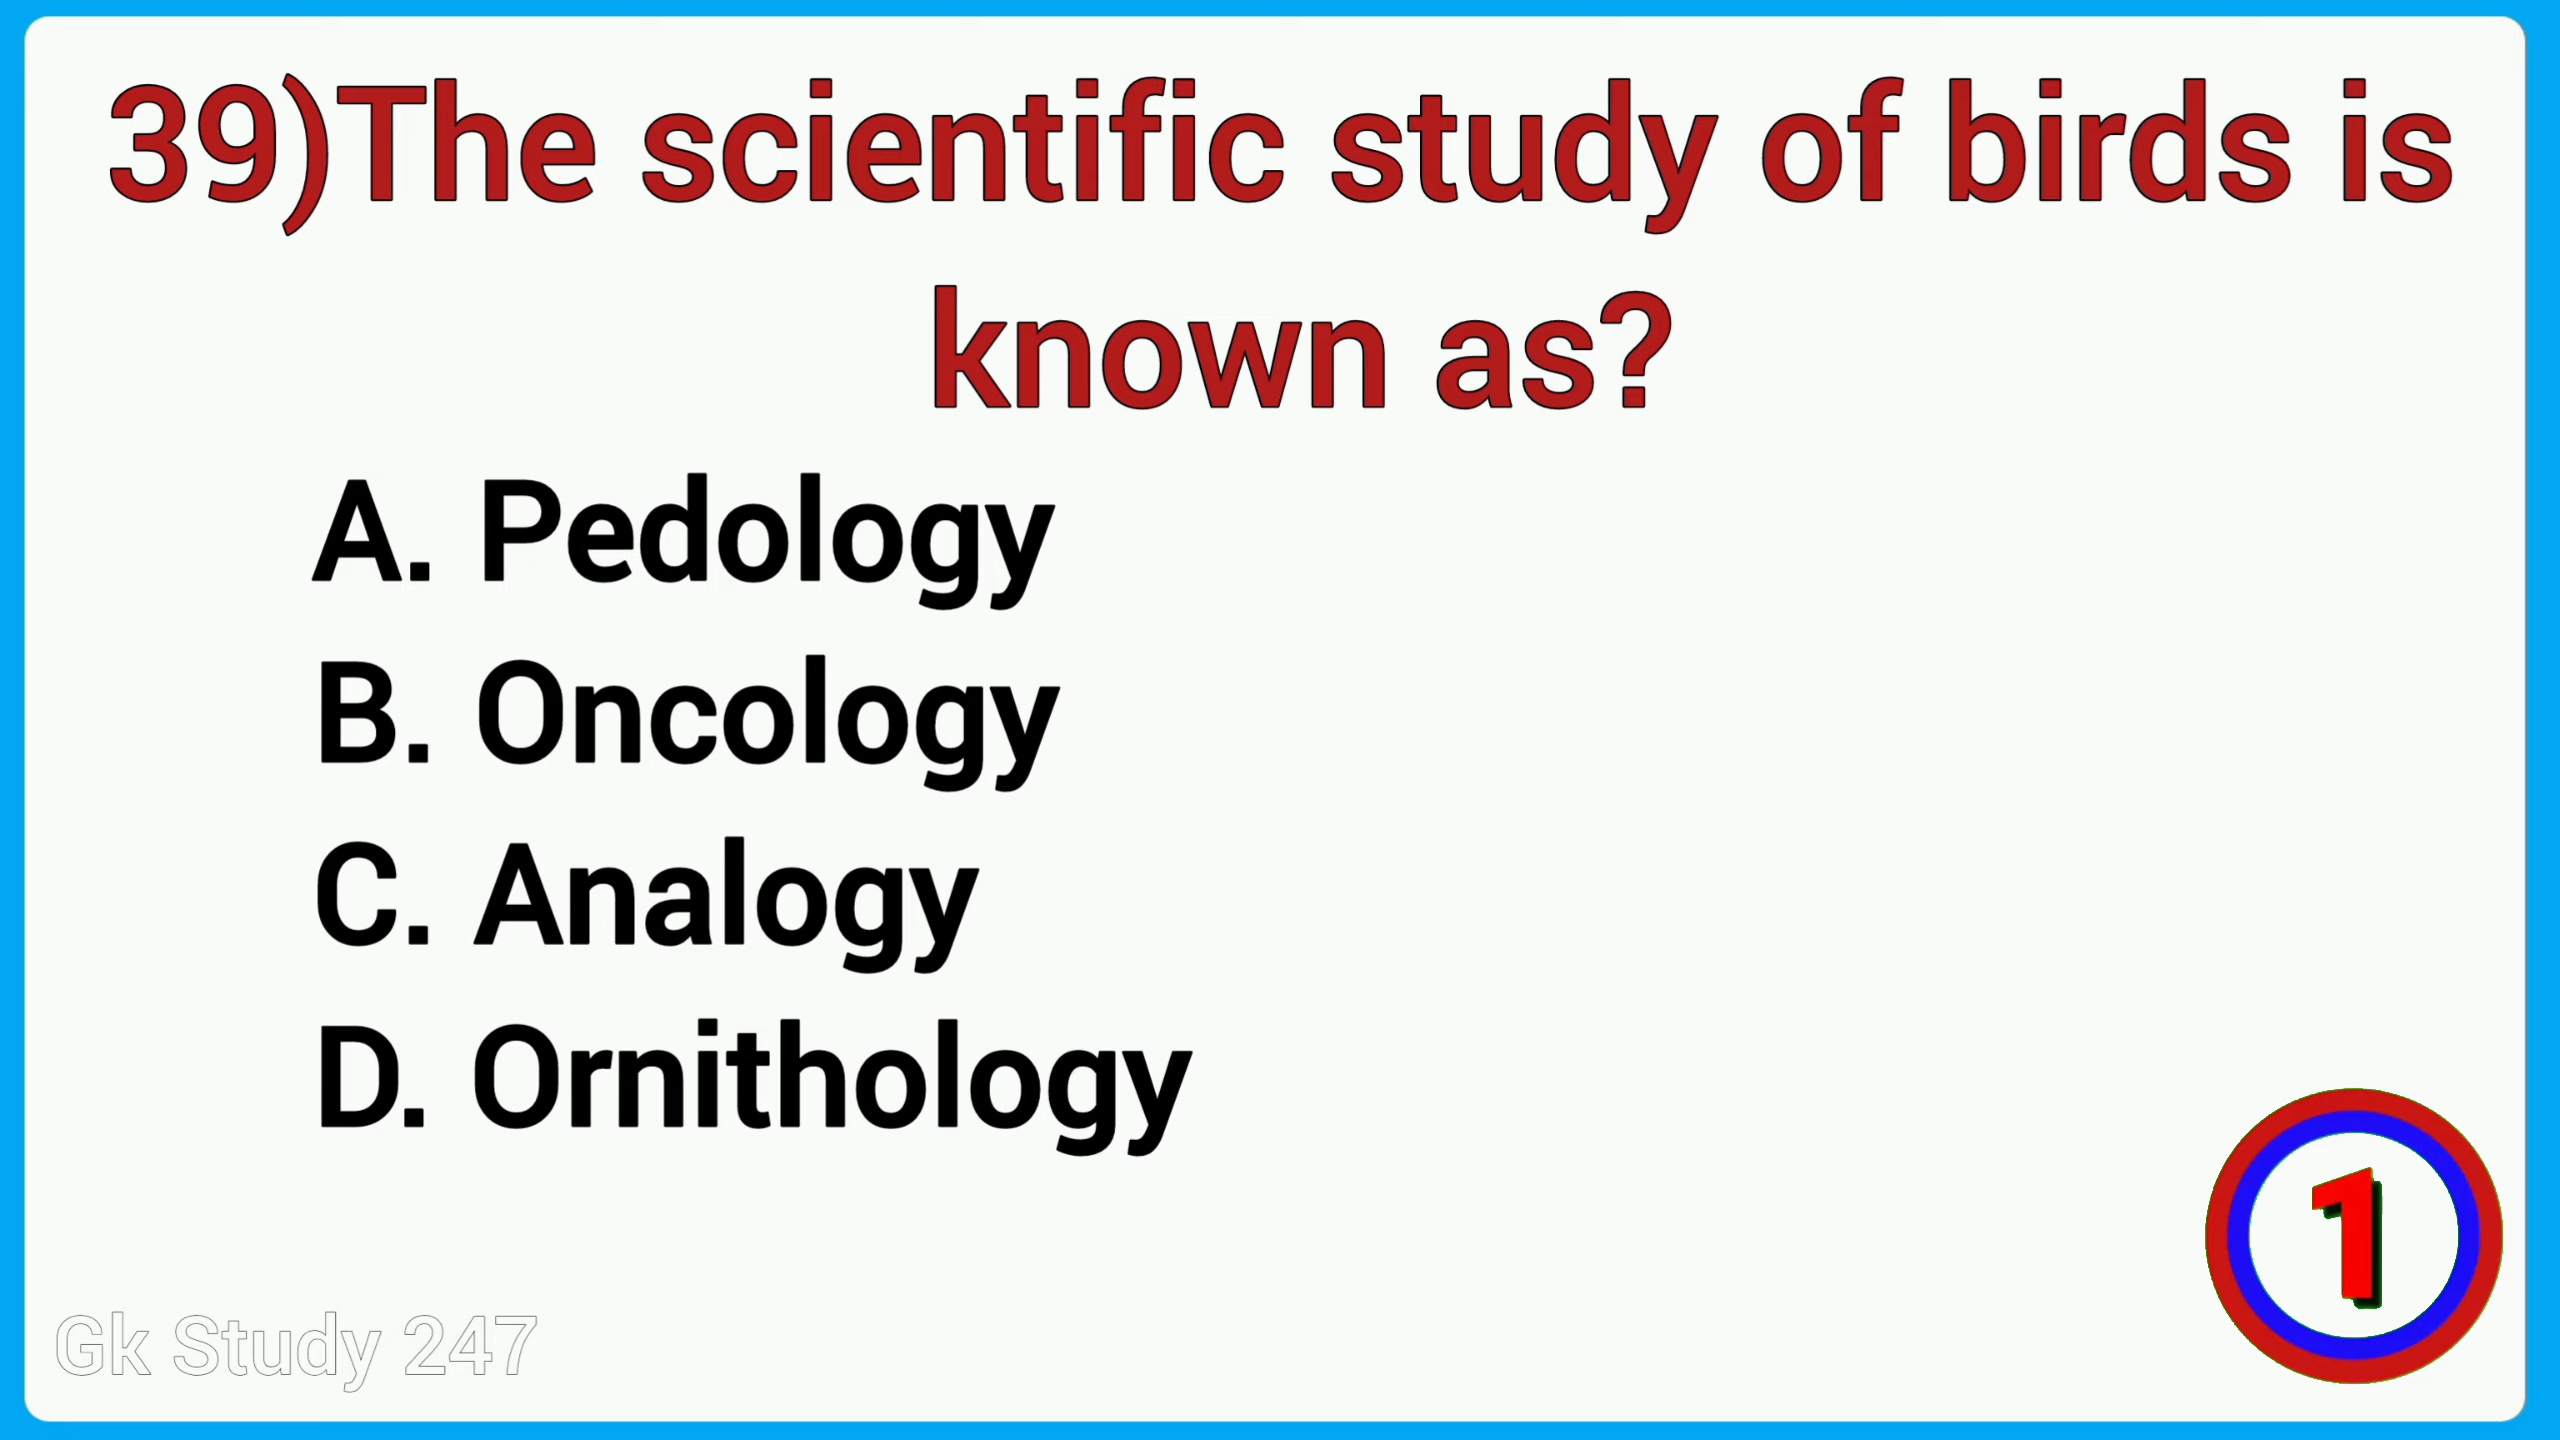 39)The scientific study of birds is
known as?
A. Pedology
B. Oncology
C. Analogy
D. Ornithology
1
Gk Study 247